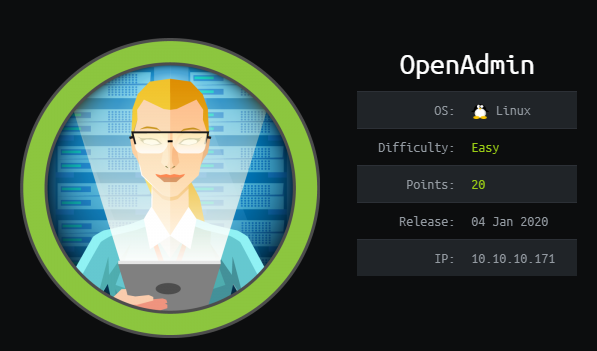 OpenAdmin
OS: Linux
Difficulty: Easy
Points: 20
Release: 04 Jan 2020
IP: 10.10.10.171